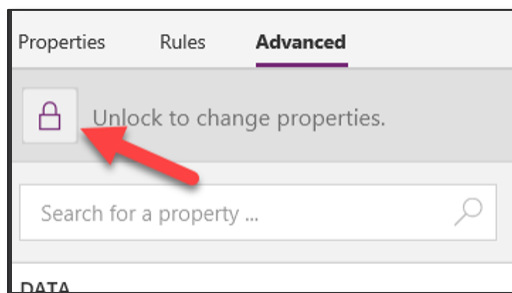 Properties Rules Advanced
Unlock to change properties.
Search for a property ...
DATA